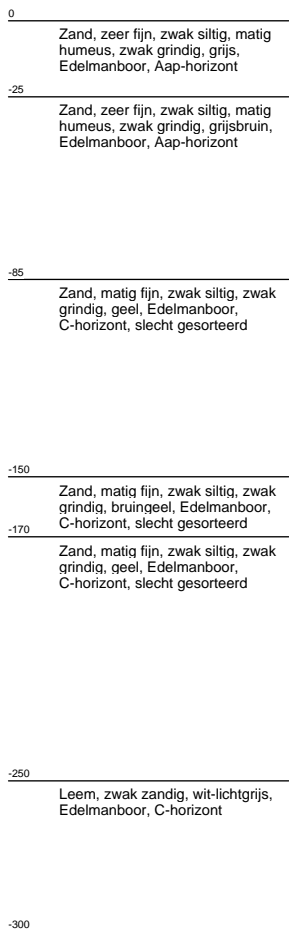 0
Zand, zeer fijn, zwak siltig, matig
humeus, zwak grindig, grijs,
Edelmanboor, Aap-horizont
-25
Zand, zeer fijn, zwak siltig, matig
humeus, zwak grindig, grijsbruin,
Edelmanboor, Aap-horizont
-85
Zand, matig fijn, zwak siltig, zwak
grindig, geel, Edelmanboor,
C-horizont, slecht gesorteerd
-150
Zand, matig fijn, zwak siltig, zwak
grindig, bruingeel, Edelmanboor,
C-horizont, slecht gesorteerd
-170
Zand, matig fijn, zwak siltig, zwak
grindig, geel, Edelmanboor,
C-horizont, slecht gesorteerd
-250
Leem, zwak zandig, wit-lichtgrijs,
Edelmanboor, C-horizont
-300